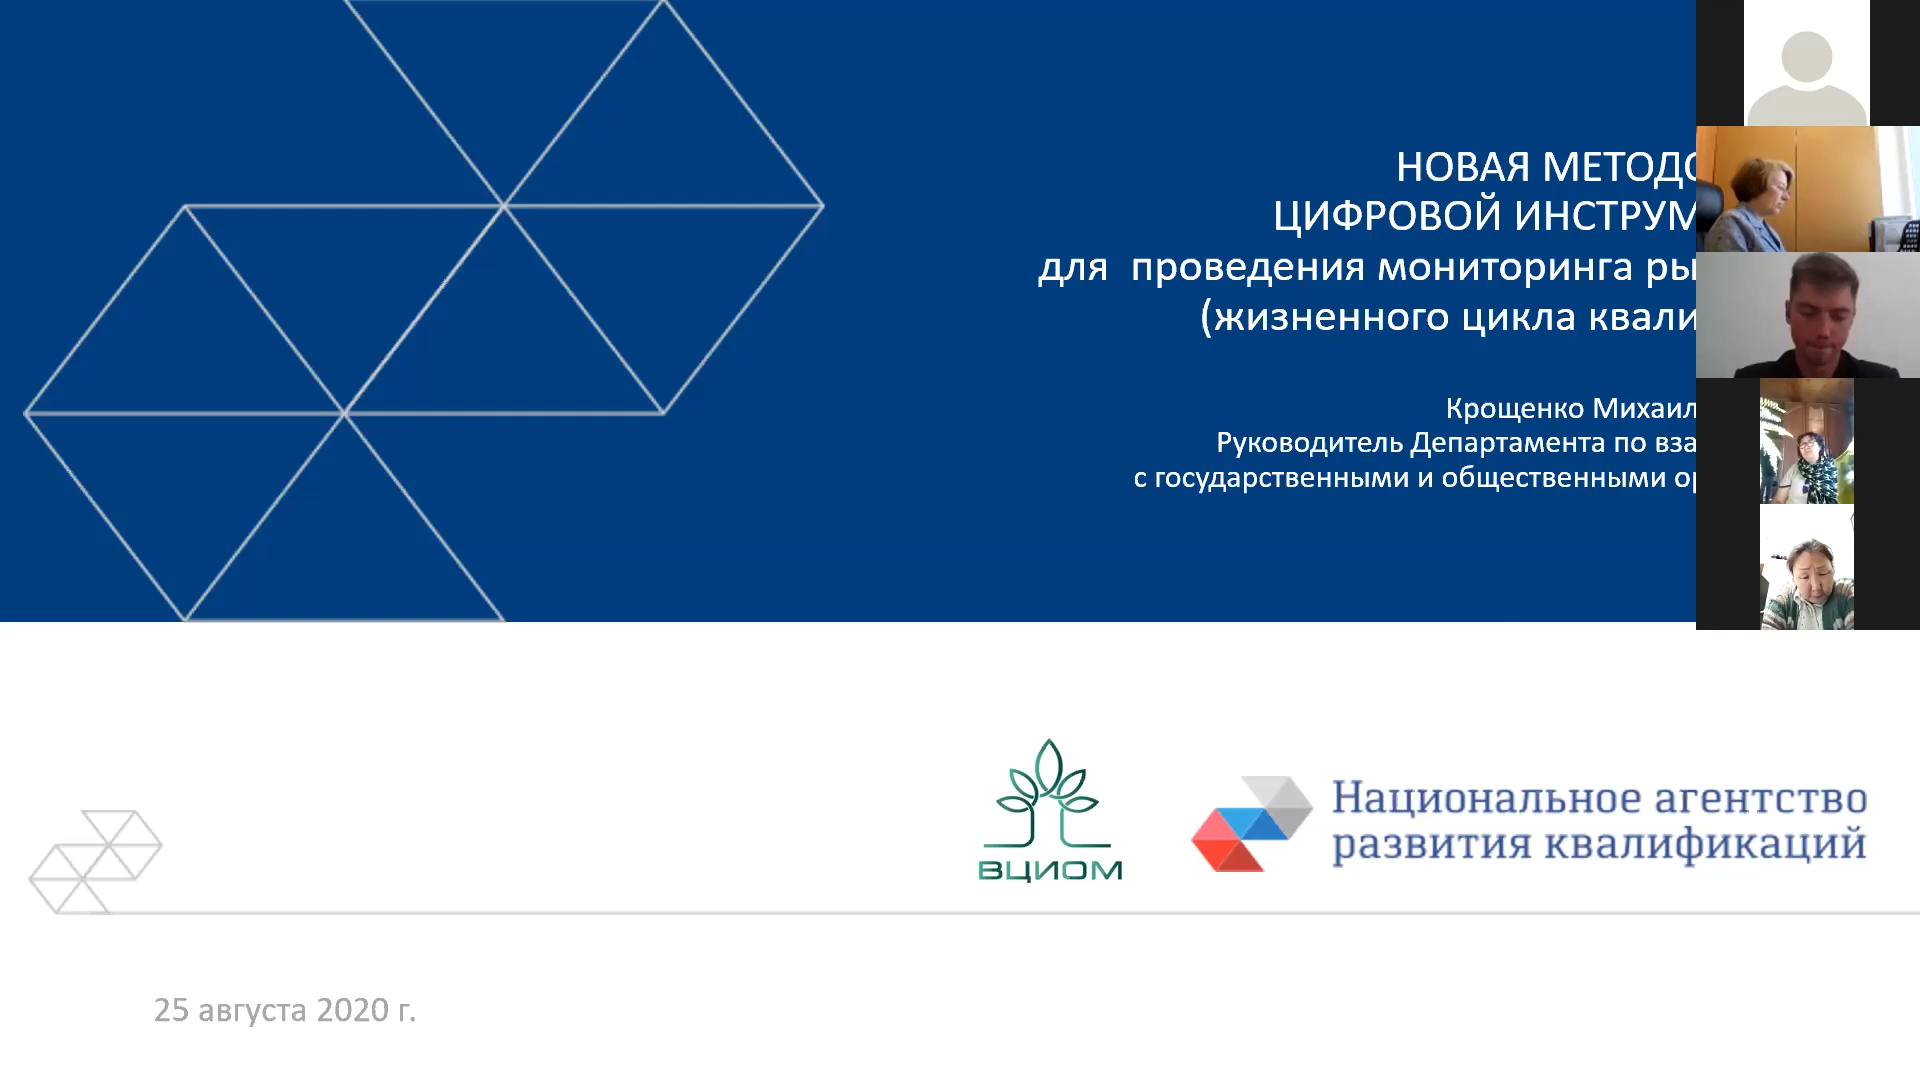 НОВАЯ МЕТОДО
ЦИФРОВОЙ ИНСТРУМ
для проведения мониторинга ры
(жизненного цикла квали
Крощенко Михаил
Руководитель Департамента по вза
с государственными и общественными ор
ВЦИОМ
Национальное агентство
развития квалификаций
25 августа 2020 г.